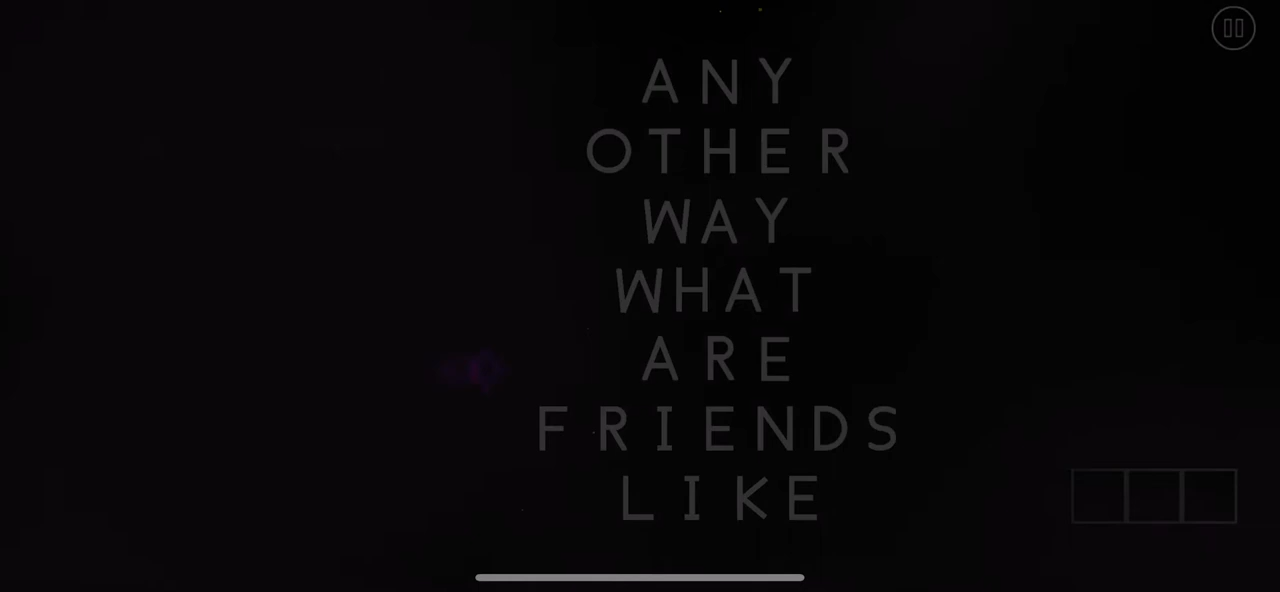 ANY
OTHER
WAY
WHAT
ARE
FRIENDS
LIKE